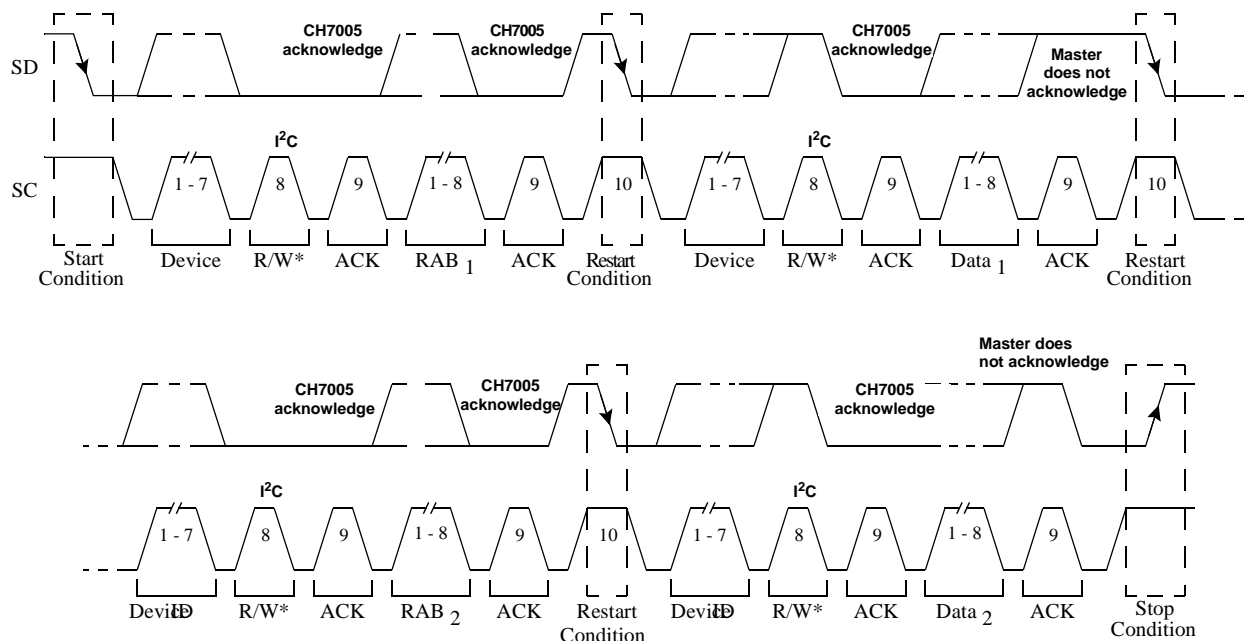 CH7005
acknowledge
CH7005
acknowledge
CH7005
acknowledge
Master
does not
acknowledge
SD
I2C
I2C
SC
1 - 7
8
9
1 - 8
9
10
1 - 7
8
9
1 - 8
9
10
Start
Condition
Device
R/W*
ACK
RAB 1
ACK
Restart
Condition
Device
R/W*
ACK
Data 1
ACK
Restart
Condition
Master does
not acknowledge
CH7005
acknowledge
CH7005
acknowledge
CH7005
acknowledge
I2C
I2C
1 - 7
8
9
1 - 8
9
10
1 - 7
8
9
1 - 8
9
Device ID
R/W*
ACK
RAB 2
ACK
Restart
Condition
Device ID
R/W*
ACK
Data 2
ACK
Stop
Condition